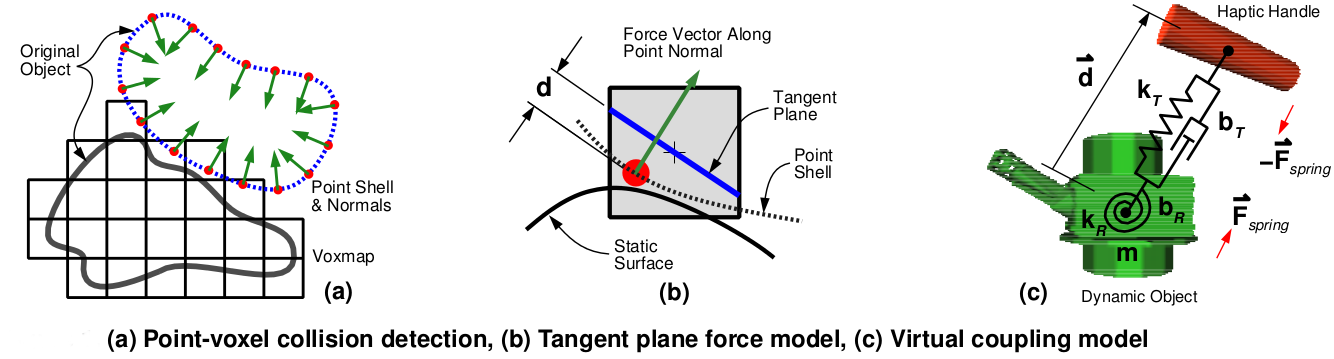 Original
Object
Point Shell
& Normals
Voxmap
(a)
Force Vector Along
Point Normal
d
Tangent
Plane
Point
Shell
Static
Surface
(b)
Haptic Handle
d
k_T
b_T
-F_spring
F_spring
k_R
b_R
m
(c)
Dynamic Object
(a) Point-voxel collision detection, (b) Tangent plane force model, (c) Virtual coupling model